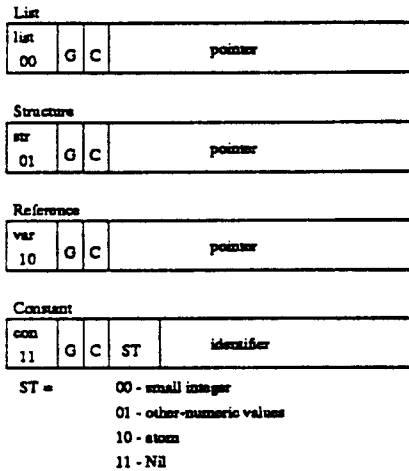 List
list
00 G C pointer
Structure
str
01 G C pointer
Reference
var
10 G C pointer
Constant
con
11 G C ST identifier
ST = 00 - small integer
01 - other-numeric values
10 - atom
11 - Nil